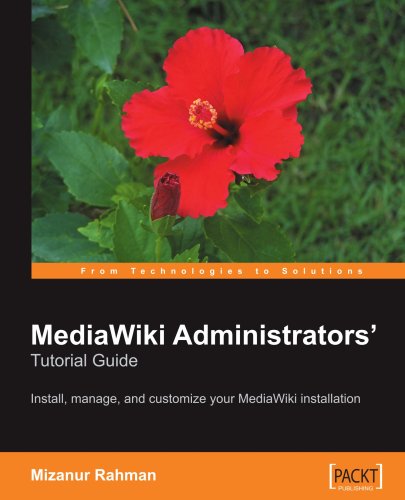 From Technologies to Solutions
MediaWiki Administrators’
Tutorial Guide
Install, manage, and customize your MediaWiki installation
Mizanur Rahman
[PACKT]
PUBLISHING